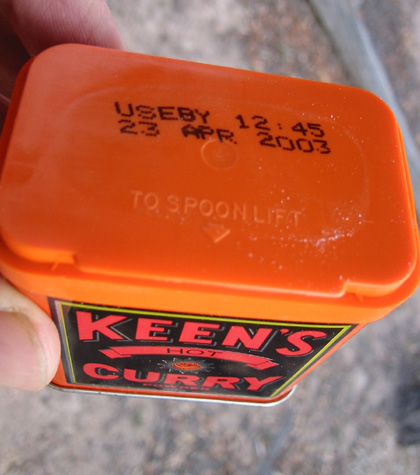 USEBY 12:45
23 APR 2003
TO SPOON LIFT
KEEN'S
HOT
CURRY